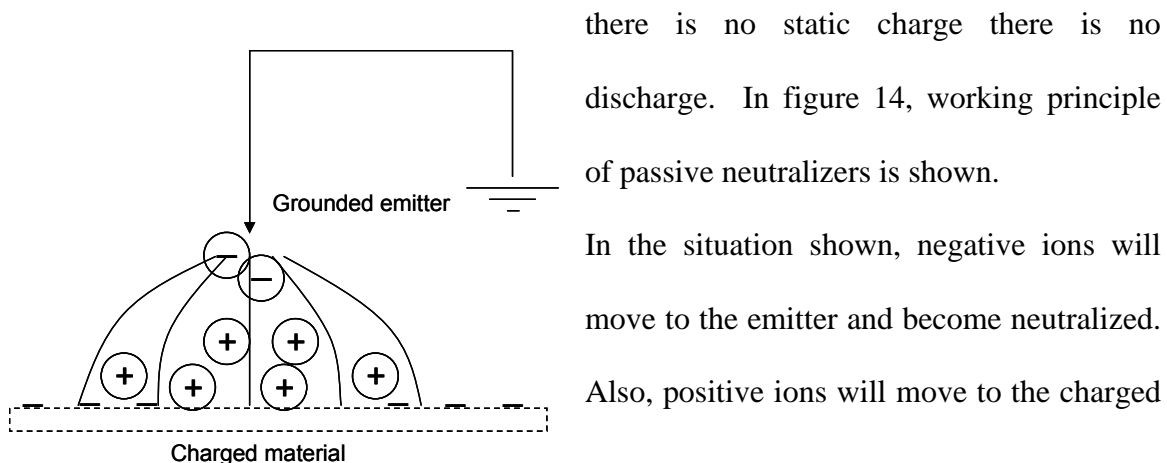 there is no static charge there is no
discharge. In figure 14, working principle
of passive neutralizers is shown.
In the situation shown, negative ions will
move to the emitter and become neutralized.
Also, positive ions will move to the charged
Grounded emitter
− −
+ +
+ + + +
− − − − − −
Charged material